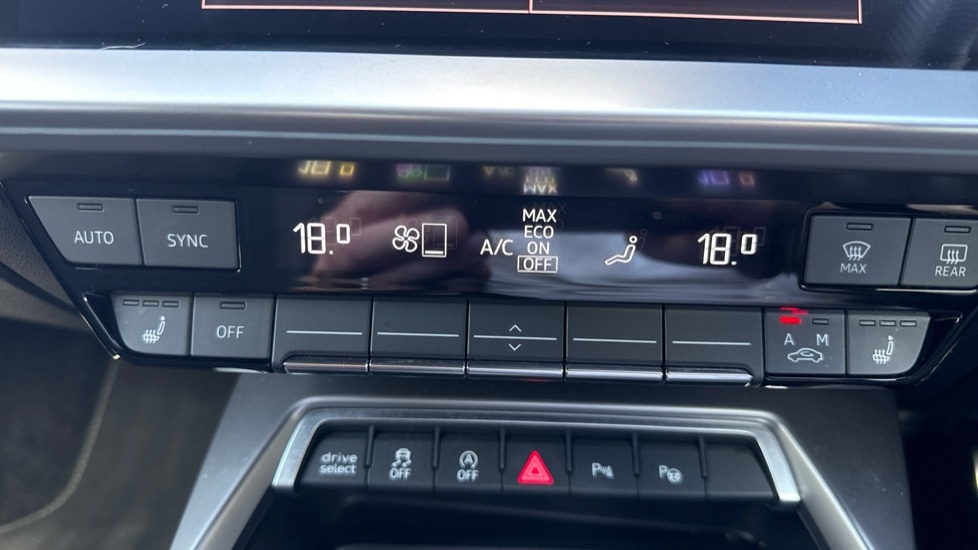 AUTO
SYNC
18.0
A/C
MAX
ECO
ON
OFF
18.0
MAX
REAR
OFF
A M
drive
select
OFF
A
OFF
P
P